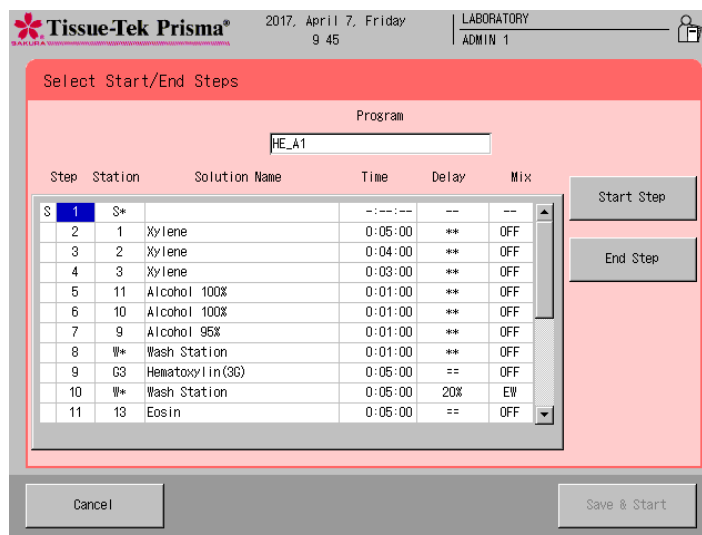 Tissue-Tek Prisma® 2017, April 7, Friday LABORATORY
SAKURA 9 45 ADMIN 1
Select Start/End Steps
Program
HE_A1
Step Station Solution Name Time Delay Mix
S 1 S* -:--:-- -- --
2 1 Xylene 0:05:00 ** OFF
3 2 Xylene 0:04:00 ** OFF
4 3 Xylene 0:03:00 ** OFF
5 11 Alcohol 100% 0:01:00 ** OFF
6 10 Alcohol 100% 0:01:00 ** OFF
7 9 Alcohol 95% 0:01:00 ** OFF
8 W* Wash Station 0:01:00 ** OFF
9 G3 Hematoxylin(3G) 0:05:00 == OFF
10 W* Wash Station 0:05:00 20% EW
11 13 Eosin 0:05:00 == OFF
Start Step
End Step
Cancel Save & Start